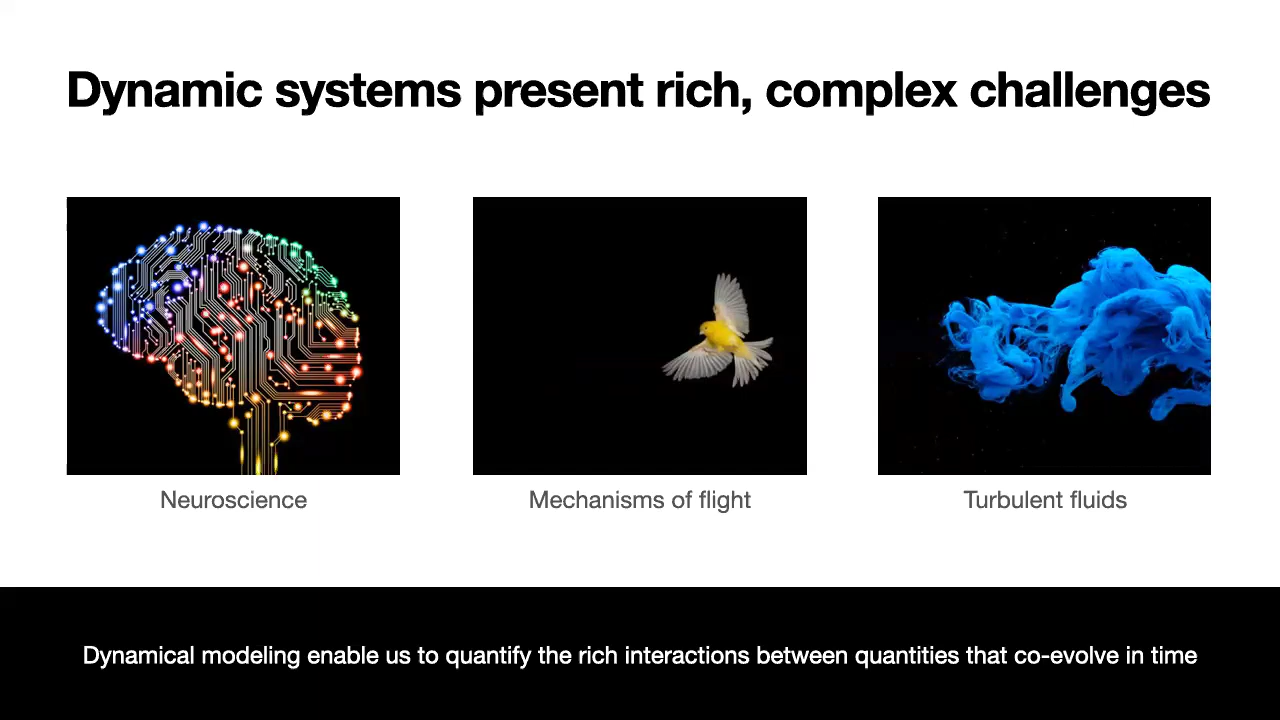 Dynamic systems present rich, complex challenges
Neuroscience
Mechanisms of flight
Turbulent fluids
Dynamical modeling enable us to quantify the rich interactions between quantities that co-evolve in time